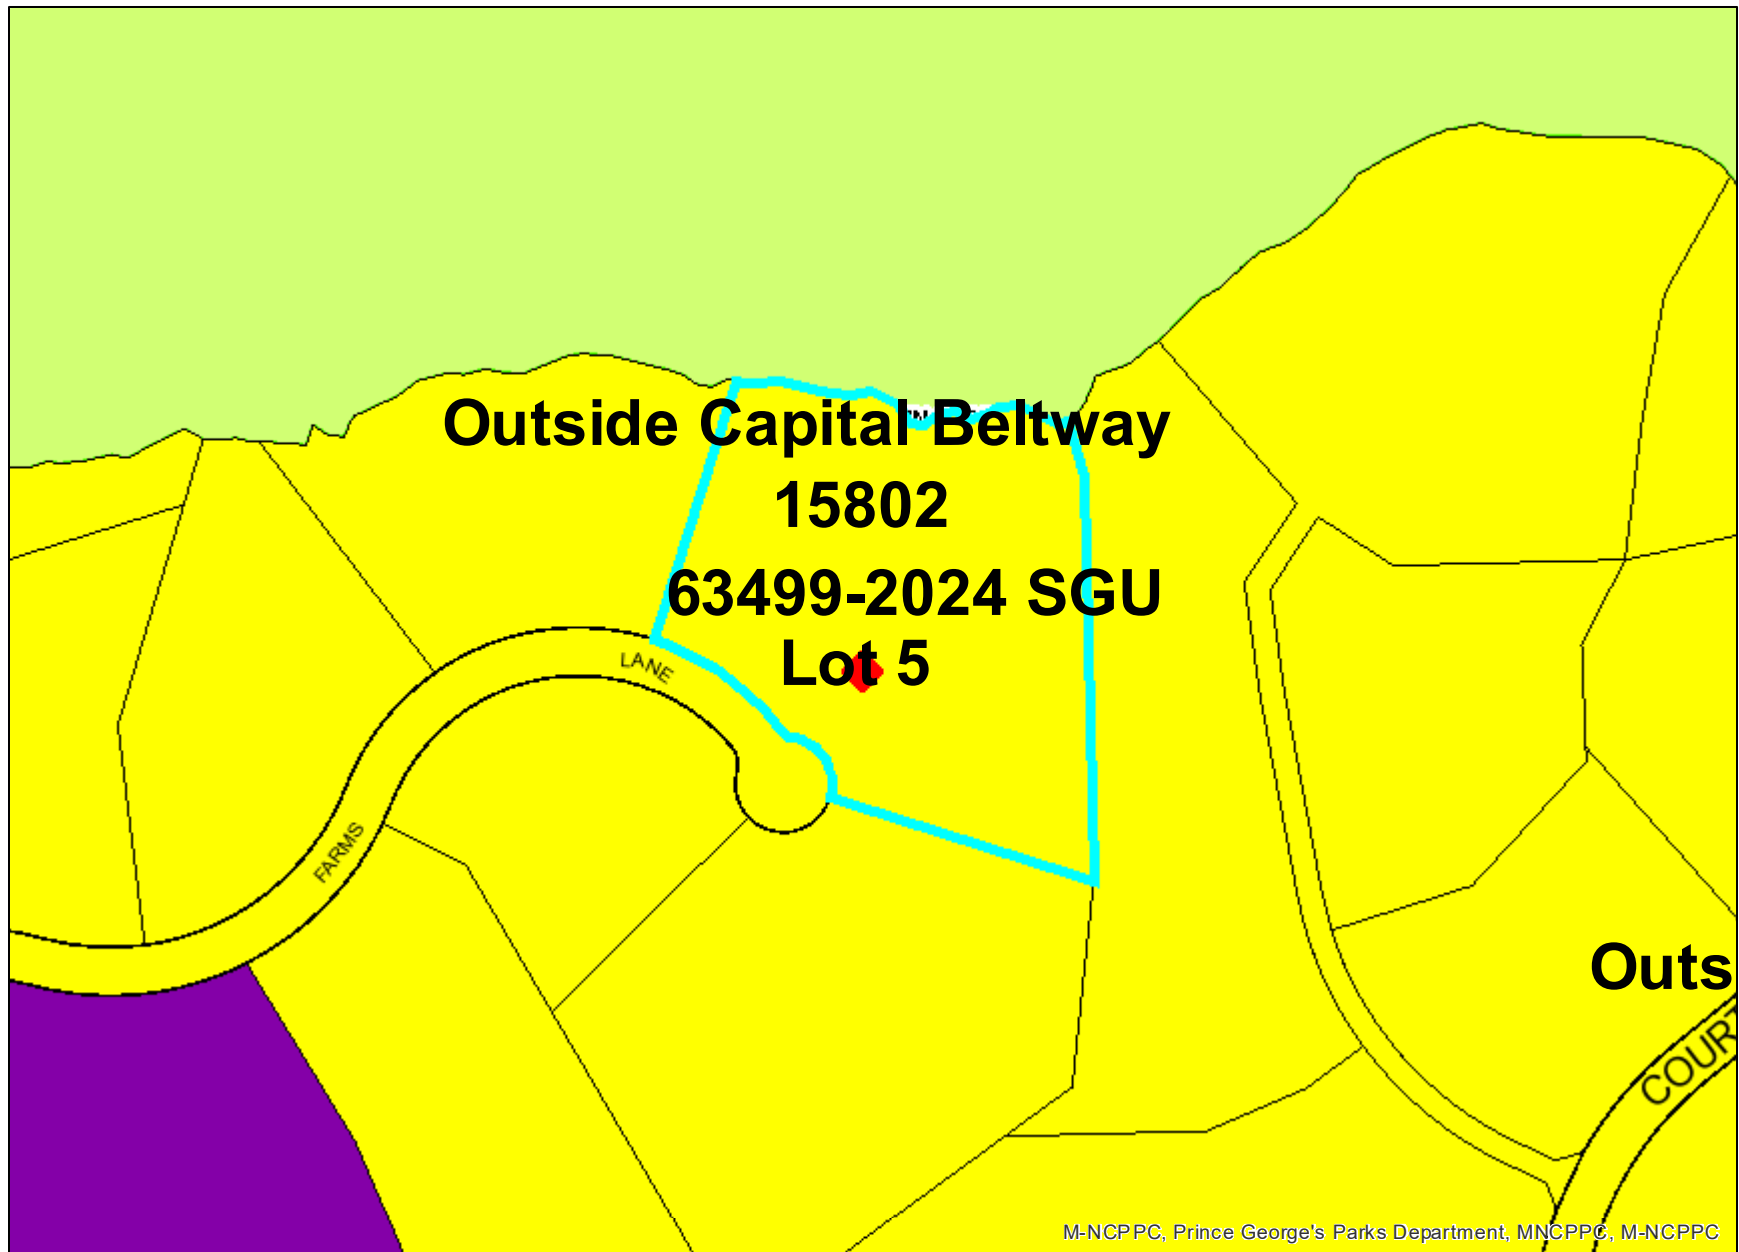 Outside Capital Beltway
15802
63499-2024 SGU
Lot 5
LANE
FARMS
Outs
COURT
M-NCPPC, Prince George's Parks Department, MNCPPC, M-NCPPC